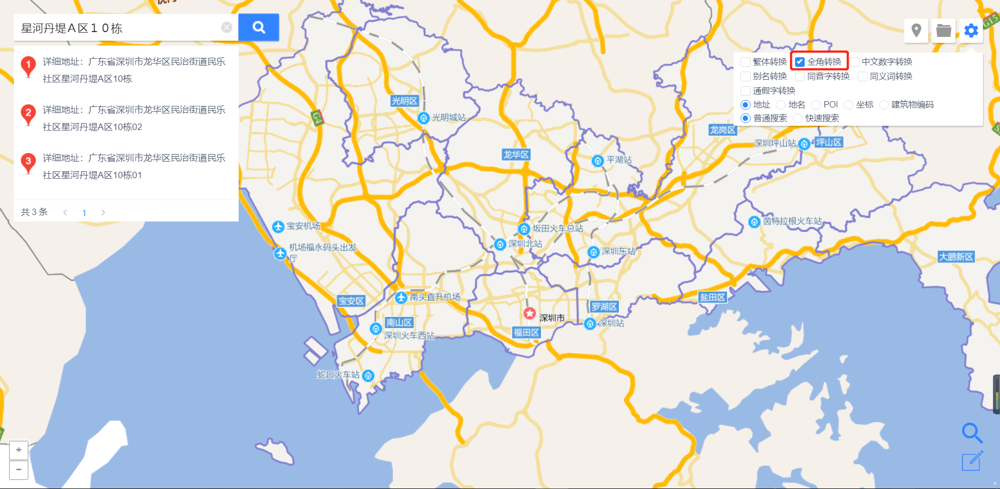 星河丹堤Ａ区１０栋
1
详细地址：广东省深圳市龙华区民治街道民乐
社区星河丹堤A区10栋
2
详细地址：广东省深圳市龙华区民治街道民乐
社区星河丹堤A区10栋02
3
详细地址：广东省深圳市龙华区民治街道民乐
社区星河丹堤A区10栋01
共 3 条 < 1 >
繁体转换 全角转换 中文数字转换
别名转换 同音字转换 同义词转换
通假字转换
地址 地名 POI 坐标 建筑物编码
普通搜索 快速搜索
G15
光明区
G4
光明城站
龙岗区
深圳坪山站
坪山区
龙华区
平湖站
宝安机场
茵特拉根火车站
坂田火车总站
深圳北站
机场福永码头出发
厅
深圳东站
大鹏新区
宝安区
南头直升机场
盐田区
罗湖区
深圳市
南山区
深圳站
福田区
深圳火车西站
蛇口火车站
+
−